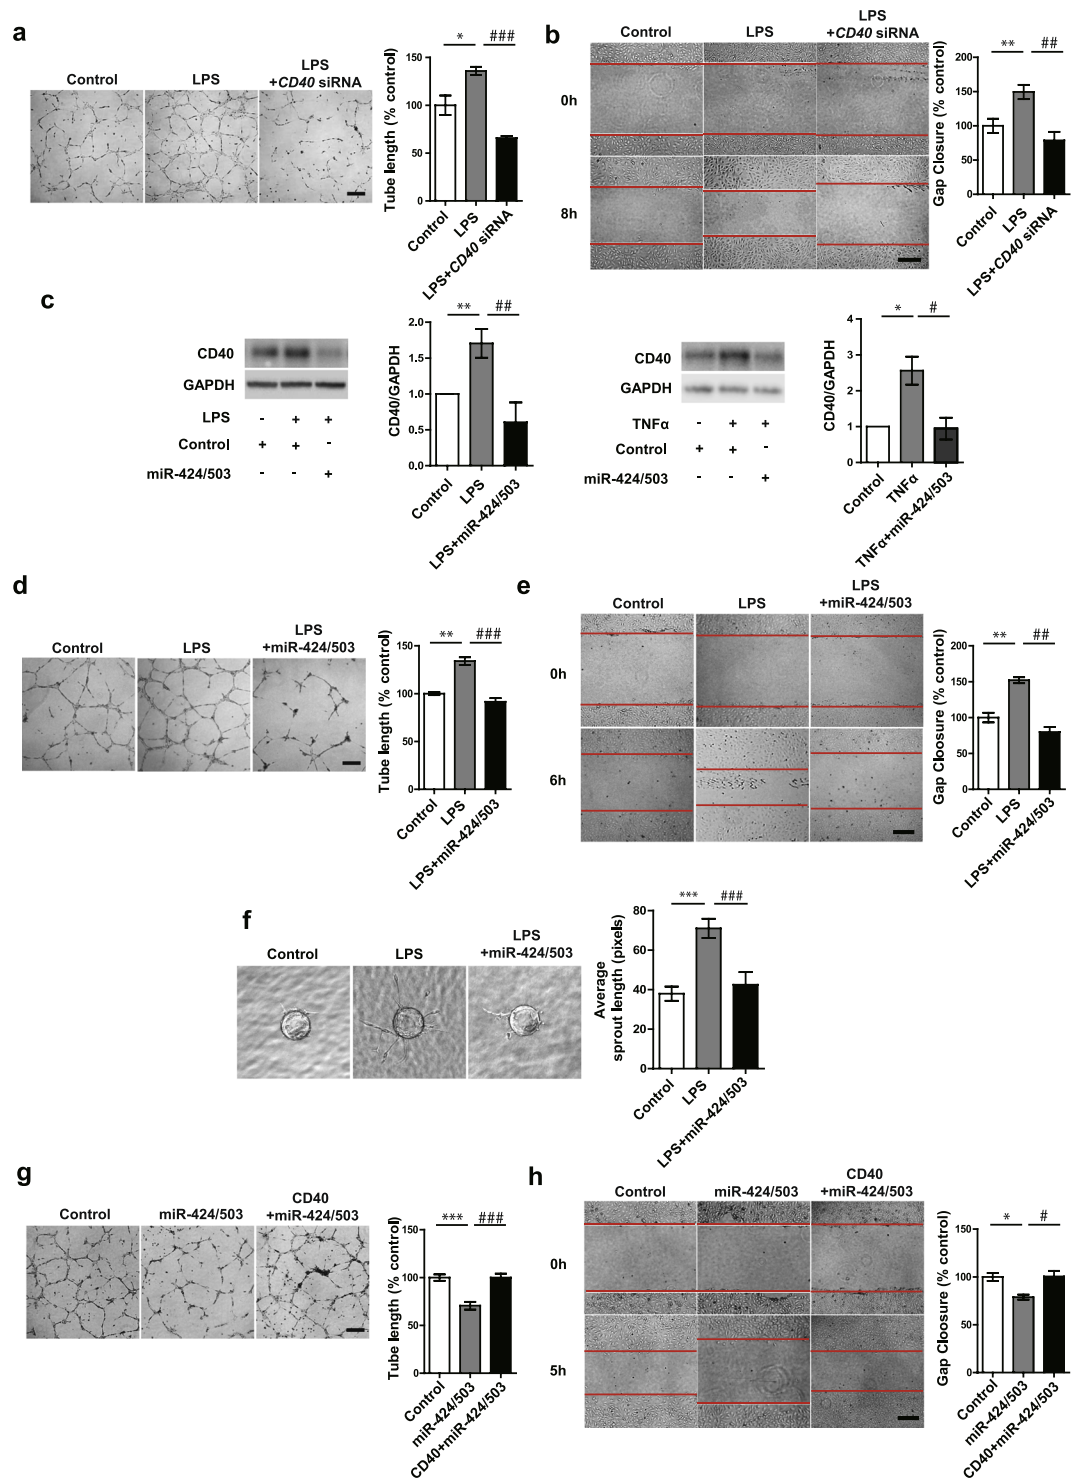 a
Control
LPS
LPS
+CD40 siRNA
Tube length (% control)
150
100
50
0
* ###
Control
LPS
LPS+CD40 siRNA
b
Control
LPS
LPS
+CD40 siRNA
0h
8h
Gap Closure (% control)
200
150
100
50
0
** ##
Control
LPS
LPS+CD40 siRNA
c
CD40
GAPDH
LPS - + +
Control + + -
miR-424/503 - - +
CD40/GAPDH
2.0
1.5
1.0
0.5
0.0
** ##
Control
LPS
LPS+miR-424/503
CD40
GAPDH
TNFα - + +
Control + + -
miR-424/503 - - +
CD40/GAPDH
4
3
2
1
0
* #
Control
TNFα
TNFα+miR-424/503
d
Control
LPS
LPS
+miR-424/503
Tube length (% control)
150
100
50
0
** ###
Control
LPS
LPS+miR-424/503
e
Control
LPS
LPS
+miR-424/503
0h
6h
Gap Cloosure (% control)
200
150
100
50
0
** ##
Control
LPS
LPS+miR-424/503
f
Control
LPS
LPS
+miR-424/503
Average
sprout length (pixels)
80
60
40
20
0
*** ###
Control
LPS
LPS+miR-424/503
g
Control
miR-424/503
CD40
+miR-424/503
Tube length (% control)
150
100
50
0
*** ###
Control
miR-424/503
CD40+miR-424/503
h
Control
miR-424/503
CD40
+miR-424/503
0h
5h
Gap Cloosure (% control)
150
100
50
0
* #
Control
miR-424/503
CD40+miR-424/503